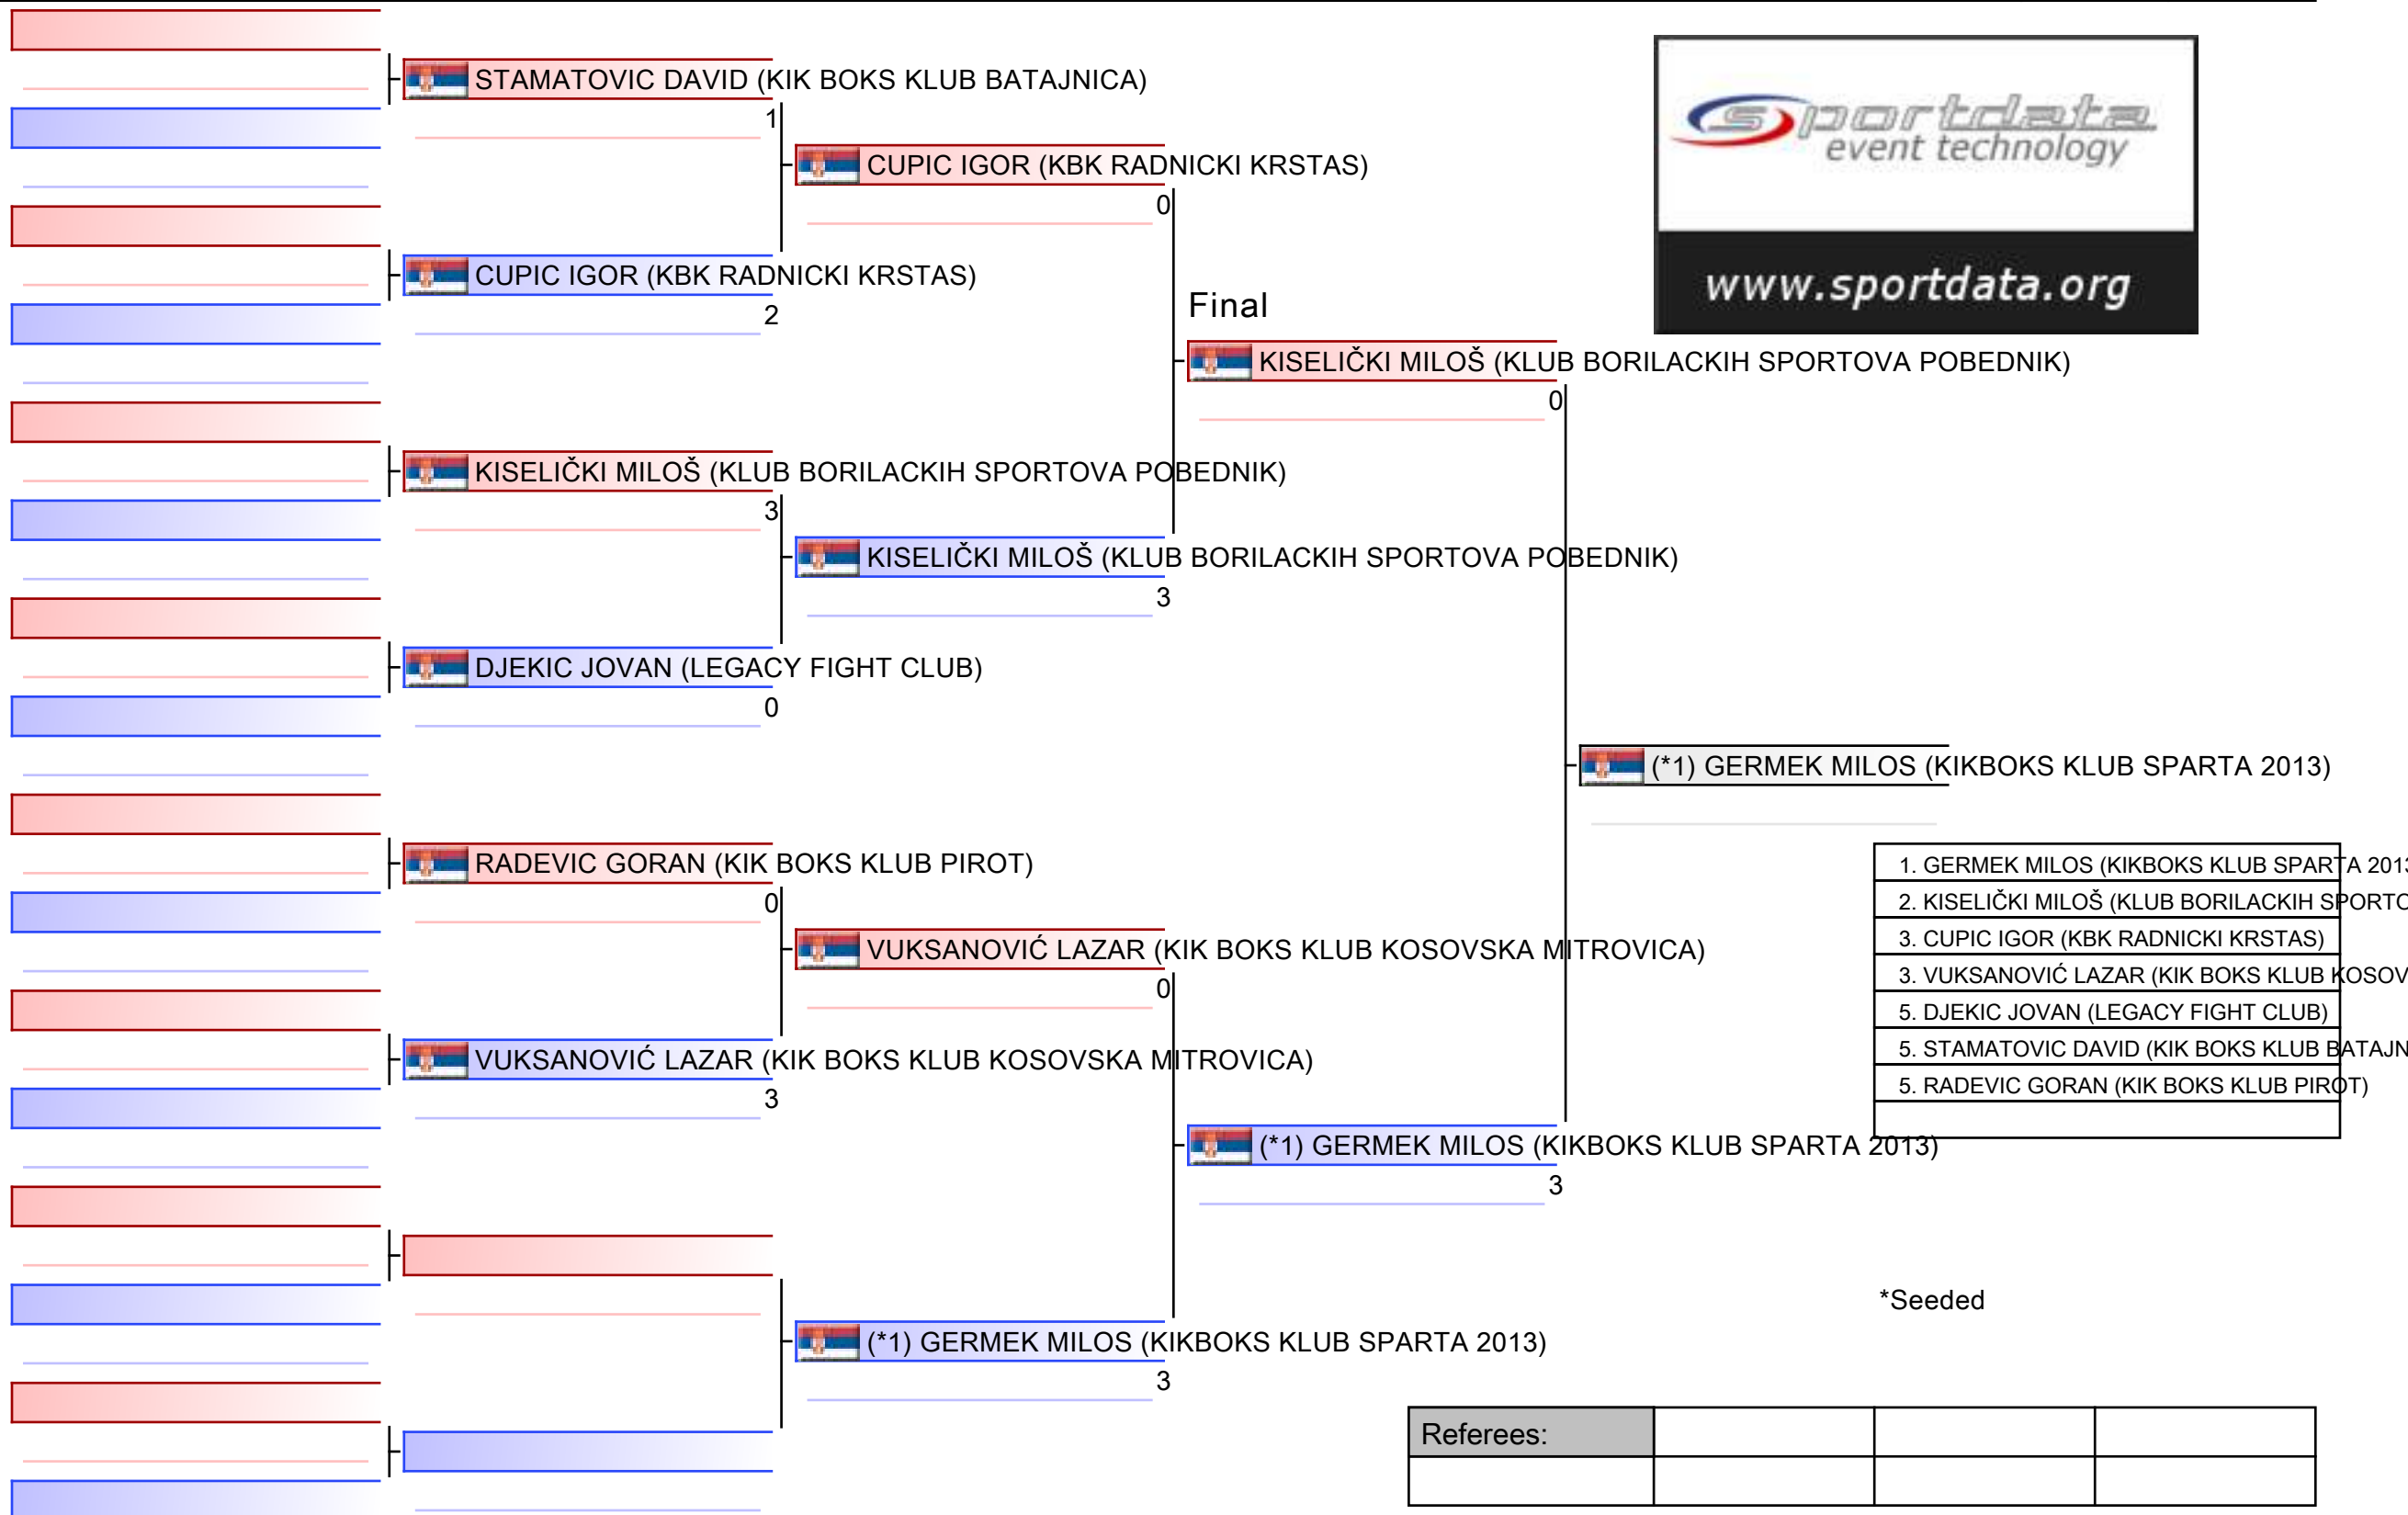 STAMATOVIC DAVID (KIK BOKS KLUB BATAJNICA)
1
CUPIC IGOR (KBK RADNICKI KRSTAS)
0
CUPIC IGOR (KBK RADNICKI KRSTAS)
2
Final
KISELIČKI MILOŠ (KLUB BORILACKIH SPORTOVA POBEDNIK)
0
KISELIČKI MILOŠ (KLUB BORILACKIH SPORTOVA POBEDNIK)
3
KISELIČKI MILOŠ (KLUB BORILACKIH SPORTOVA POBEDNIK)
3
DJEKIC JOVAN (LEGACY FIGHT CLUB)
0
(*1) GERMEK MILOS (KIKBOKS KLUB SPARTA 2013)
RADEVIC GORAN (KIK BOKS KLUB PIROT)
0
VUKSANOVIĆ LAZAR (KIK BOKS KLUB KOSOVSKA MITROVICA)
0
VUKSANOVIĆ LAZAR (KIK BOKS KLUB KOSOVSKA MITROVICA)
3
(*1) GERMEK MILOS (KIKBOKS KLUB SPARTA 2013)
3
(*1) GERMEK MILOS (KIKBOKS KLUB SPARTA 2013)
3
sportdata
event technology
www.sportdata.org
1. GERMEK MILOS (KIKBOKS KLUB SPARTA 2013
2. KISELIČKI MILOŠ (KLUB BORILACKIH SPORTO
3. CUPIC IGOR (KBK RADNICKI KRSTAS)
3. VUKSANOVIĆ LAZAR (KIK BOKS KLUB KOSOV
5. DJEKIC JOVAN (LEGACY FIGHT CLUB)
5. STAMATOVIC DAVID (KIK BOKS KLUB BATAJN
5. RADEVIC GORAN (KIK BOKS KLUB PIROT)
*Seeded
Referees: